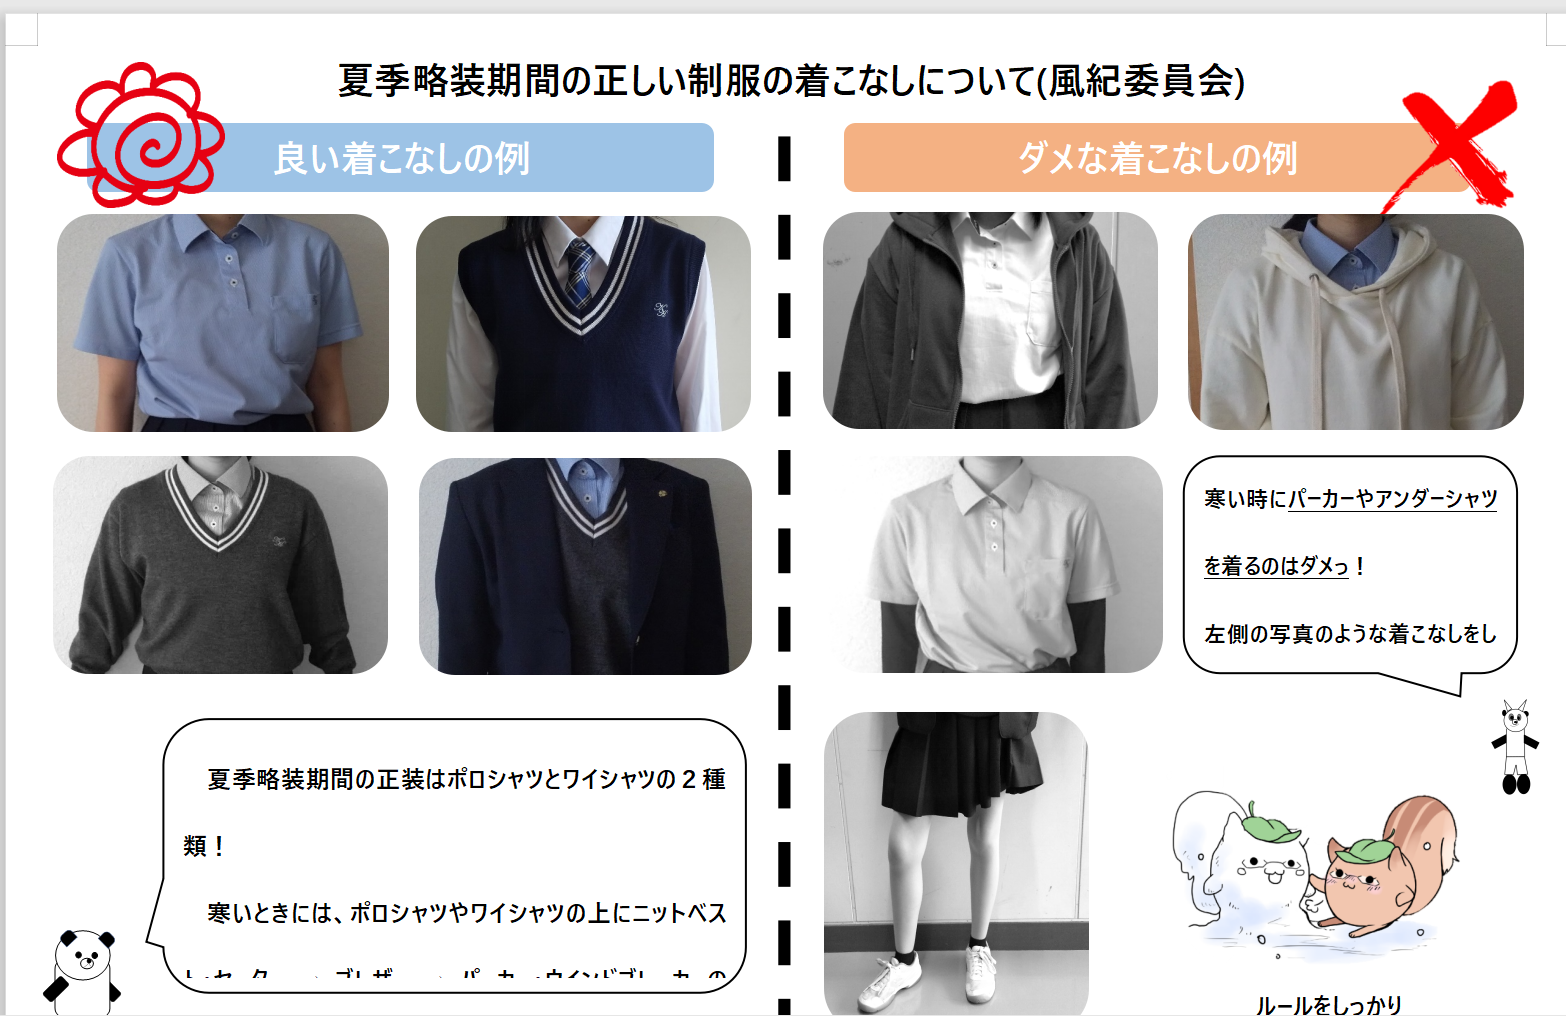 夏季略装期間の正しい制服の着こなしについて(風紀委員会)
良い着こなしの例
ダメな着こなしの例
寒い時にパーカーやアンダーシャツ
を着るのはダメっ！
左側の写真のような着こなしをし
夏季略装期間の正装はポロシャツとワイシャツの２種
類！
寒いときには、ポロシャツやワイシャツの上にニットベス
ルールをしっかり